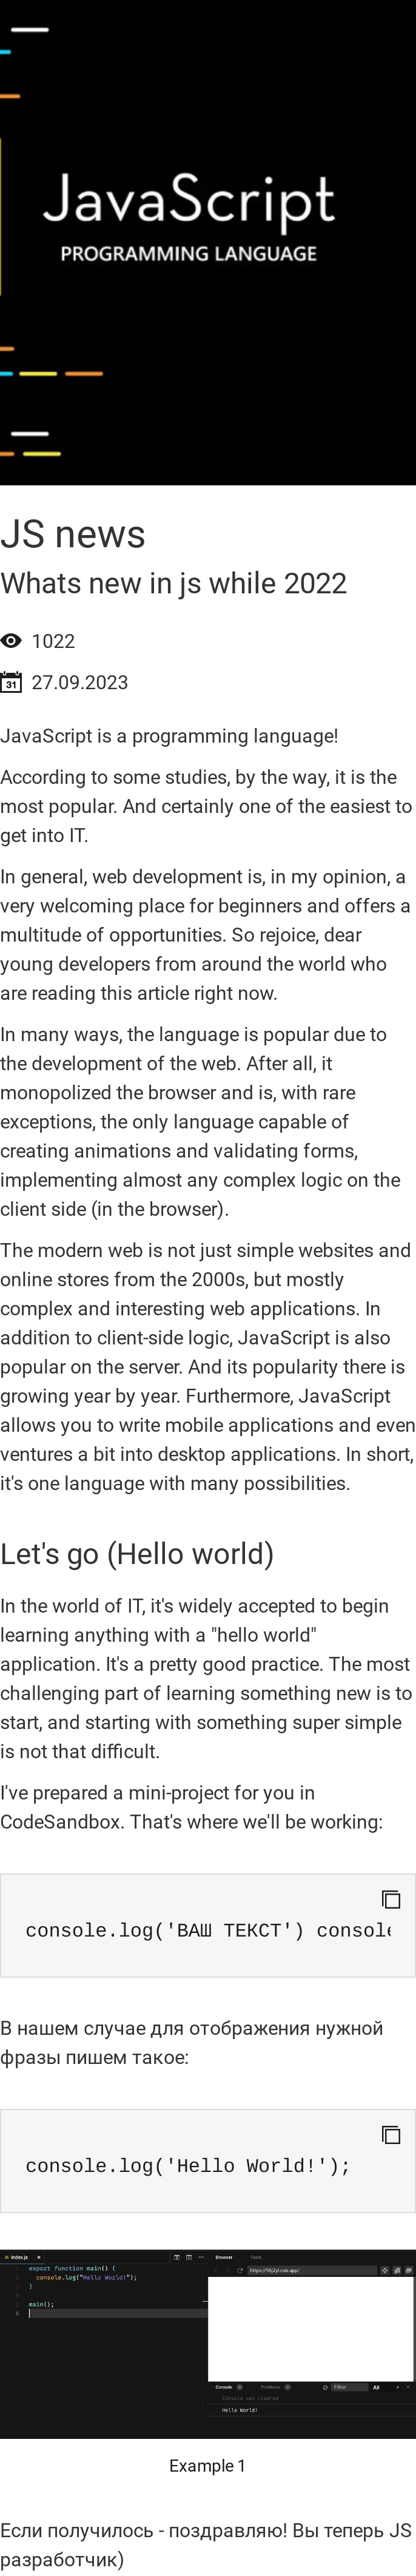 JavaScript
PROGRAMMING LANGUAGE
JS news
Whats new in js while 2022
1022
31
27.09.2023
JavaScript is a programming language!
According to some studies, by the way, it is the
most popular. And certainly one of the easiest to
get into IT.
In general, web development is, in my opinion, a
very welcoming place for beginners and offers a
multitude of opportunities. So rejoice, dear
young developers from around the world who
are reading this article right now.
In many ways, the language is popular due to
the development of the web. After all, it
monopolized the browser and is, with rare
exceptions, the only language capable of
creating animations and validating forms,
implementing almost any complex logic on the
client side (in the browser).
The modern web is not just simple websites and
online stores from the 2000s, but mostly
complex and interesting web applications. In
addition to client-side logic, JavaScript is also
popular on the server. And its popularity there is
growing year by year. Furthermore, JavaScript
allows you to write mobile applications and even
ventures a bit into desktop applications. In short,
it's one language with many possibilities.
Let's go (Hello world)
In the world of IT, it's widely accepted to begin
learning anything with a "hello world"
application. It's a pretty good practice. The most
challenging part of learning something new is to
start, and starting with something super simple
is not that difficult.
I've prepared a mini-project for you in
CodeSandbox. That's where we'll be working:
console.log('ВАШ ТЕКСТ') console
В нашем случае для отображения нужной
фразы пишем такое:
console.log('Hello World!');
JS index.js
Browser Tests
1 export function main() {
2 console.log("Hello World!");
3 }
4
5 main();
6
Console Problems Filter All
Console was cleared
Hello World!
Example 1
Если получилось - поздравляю! Вы теперь JS
разработчик)